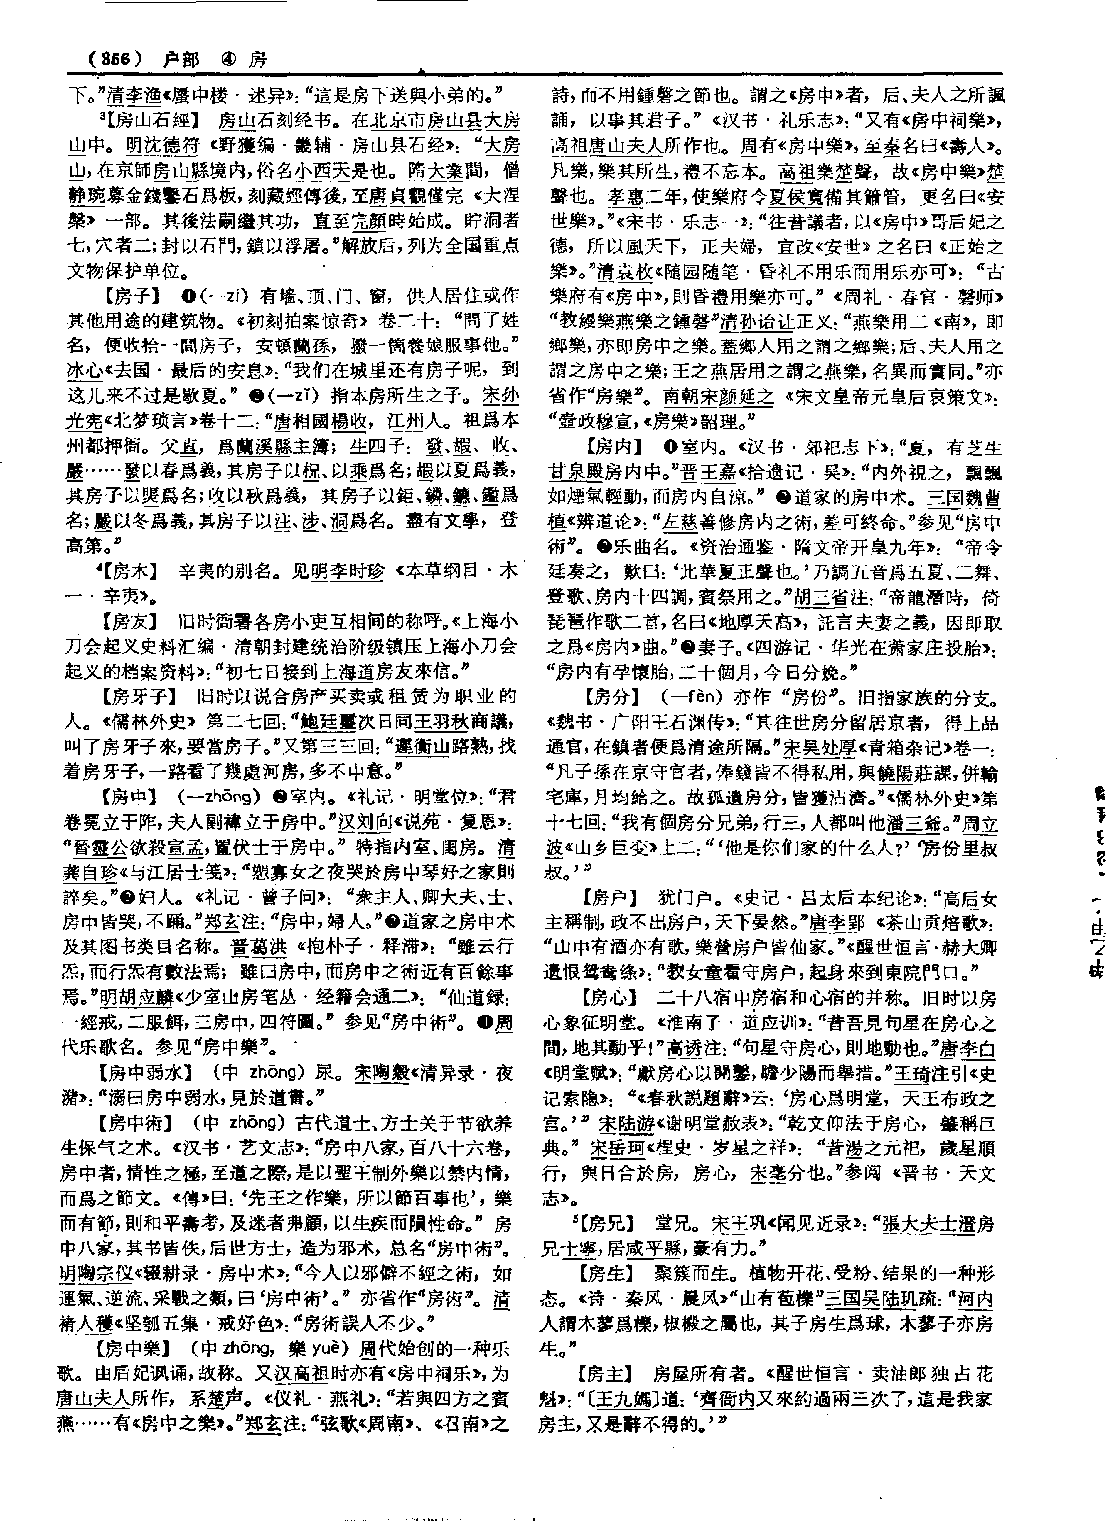 (356) 户部 ④ 房
下。”清李渔《蜃中楼·述异》:“這是房下送與小弟的。”
³【房山石經】 房山石刻经书。在北京市房山县大房
山中。明沈德符《野獲编·畿辅·房山县石经》:“大房
山,在京師房山縣境内,俗名小西天是也。隋大業間,僧
静琬募金錢鑿石爲板,刻藏經傳後,至唐貞觀僅完《大涅
槃》一部。其後法嗣繼其功,直至完顔時始成。貯洞者
七,穴者二;封以石門,鎖以浮屠。”解放后,列为全国重点
文物保护单位。
【房子】 ❶(-zi) 有墙、顶、门、窗,供人居住或作
其他用途的建筑物。《初刻拍案惊奇》卷二十:“問了姓
名,便收拾一間房子,安頓蘭孫,撥一箇養娘服事他。”
冰心《去国·最后的安息》:“我们在城里还有房子呢,到
这儿来不过是歇夏。” ❷(—zǐ) 指本房所生之子。宋孙
光宪《北梦琐言》卷十二:“唐相國楊收,江州人。祖爲本
州都押衙。父直,爲蘭溪縣主簿;生四子:發、嘏、收、
嚴……發以春爲義,其房子以柷、以乘爲名;嘏以夏爲義,
其房子以煚爲名;收以秋爲義,其房子以鉅、鏻、鑣、鑑爲
名;嚴以冬爲義,其房子以注、涉、洞爲名。盡有文學,登
高第。”
⁴【房木】 辛夷的别名。见明李时珍《本草纲目·木
一·辛夷》。
【房友】 旧时衙署各房小吏互相间的称呼。《上海小
刀会起义史料汇编·清朝封建统治阶级镇压上海小刀会
起义的档案资料》:“初七日接到上海道房友來信。”
【房牙子】 旧时以说合房产买卖或租赁为职业的
人。《儒林外史》第二七回:“鮑廷璽次日同王羽秋商議,
叫了房牙子來,要當房子。”又第三三回:“遲衡山路熟,找
着房牙子,一路看了幾處河房,多不中意。”
【房中】 (—zhōng) ❶室内。《礼记·明堂位》:“君
卷冕立于阼,夫人副褘立于房中。”汉刘向《说苑·复恩》:
“晉靈公欲殺宣孟,置伏士于房中。” 特指内室、闺房。清
龚自珍《与江居士笺》:“恕寡女之夜哭於房中琴好之家則
誶矣。”❷妇人。《礼记·曾子问》:“衆主人、卿大夫、士、
房中皆哭,不踊。”郑玄注:“房中,婦人。”❸道家之房中术
及其图书类目名称。晋葛洪《抱朴子·释滞》:“雖云行
炁,而行炁有數法焉;雖曰房中,而房中之術近有百餘事
焉。”明胡应麟《少室山房笔丛·经籍会通二》:“仙道録:
一經戒,二服餌,三房中,四符圖。”参见“房中術”。❹周
代乐歌名。参见“房中樂”。
【房中弱水】 (中 zhōng) 尿。宋陶穀《清异录·夜
潴》:“溺曰房中弱水,見於道書。”
【房中術】 (中 zhōng) 古代道士、方士关于节欲养
生保气之术。《汉书·艺文志》:“房中八家,百八十六卷,
房中者,情性之極,至道之際,是以聖王制外樂以禁内情,
而爲之節文。《傳》曰:‘先王之作樂,所以節百事也’,樂
而有節,則和平壽考,及迷者弗顧,以生疾而隕性命。”房
中八家,其书皆佚,后世方士,造为邪术,总名“房中術”。
明陶宗仪《辍耕录·房中术》:“今人以邪僻不經之術,如
運氣、逆流、采戰之類,曰‘房中術’。”亦省作“房術”。清
褚人穫《坚瓠五集·戒好色》:“房術誤人不少。”
【房中樂】 (中 zhōng, 樂 yuè) 周代始创的一种乐
歌。由后妃讽诵,故称。又汉高祖时亦有《房中祠乐》,为
唐山夫人所作,系楚声。《仪礼·燕礼》:“若與四方之賓
燕……有《房中之樂》。”郑玄注:“弦歌《周南》、《召南》之
詩,而不用鍾磬之節也。謂之《房中》者,后、夫人之所諷
誦,以事其君子。”《汉书·礼乐志》:“又有《房中祠樂》,
高祖唐山夫人所作也。周有《房中樂》,至秦名曰《壽人》。
凡樂,樂其所生,禮不忘本。高祖樂楚聲,故《房中樂》楚
聲也。孝惠二年,使樂府令夏侯寬備其簫管,更名曰《安
世樂》。”《宋书·乐志一》:“往昔議者,以《房中》哥后妃之
德,所以風天下,正夫婦,宜改《安世》之名曰《正始之
樂》。”清袁枚《随园随笔·昏礼不用乐而用乐亦可》:“古
樂府有《房中》,則昏禮用樂亦可。”《周礼·春官·磬师》
“教縵樂燕樂之鍾磬”清孙诒让正义:“燕樂用二《南》,即
鄉樂,亦即房中之樂。蓋鄉人用之謂之鄉樂;后、夫人用之
謂之房中之樂;王之燕居用之謂之燕樂,名異而實同。”亦
省作“房樂”。南朝宋颜延之《宋文皇帝元皇后哀策文》:
“壼政穆宣,《房樂》韶理。”
【房内】 ❶室内。《汉书·郊祀志下》:“夏,有芝生
甘泉殿房内中。”晋王嘉《拾遗记·吴》:“内外視之,飄飄
如煙氣輕動,而房内自凉。”❷道家的房中术。三国魏曹
植《辨道论》:“左慈善修房内之術,差可終命。”参见“房中
術”。❸乐曲名。《资治通鉴·隋文帝开皇九年》:“帝令
廷奏之,歎曰:‘北華夏正聲也。’乃調五音爲五夏、二舞、
登歌、房内十四調,賓祭用之。”胡三省注:“帝龍潛時,倚
琵琶作歌二首,名曰《地厚天高》,託言夫妻之義,因即取
之爲《房内》曲。”❹妻子。《四游记·华光在萧家庄投胎》:
“房内有孕懷胎,二十個月,今日分娩。”
【房分】 (—fèn) 亦作“房份”。旧指家族的分支。
《魏书·广阳王石渊传》:“其往世房分留居京者,得上品
通官,在鎮者便爲清途所隔。”宋吴处厚《青箱杂记》卷一:
“凡子孫在京守官者,俸錢皆不得私用,與饒陽莊課,併輸
宅庫,月均給之。故孤遺房分,皆獲沾濟。”《儒林外史》第
十七回:“我有個房分兄弟,行三,人都叫他潘三爺。”周立
波《山乡巨变》上二:“‘他是你们家的什么人?’‘房份里叔
叔。’”
【房户】 犹门户。《史记·吕太后本纪论》:“高后女
主稱制,政不出房户,天下晏然。”唐李郢《茶山贡焙歌》:
“山中有酒亦有歌,樂營房户皆仙家。”《醒世恒言·赫大卿
遗恨鸳鸯绦》:“教女童看守房户,起身來到東院門口。”
【房心】 二十八宿中房宿和心宿的并称。旧时以房
心象征明堂。《淮南子·道应训》:“昔吾見句星在房心之
間,地其動乎!”高诱注:“句星守房心,則地動也。”唐李白
《明堂賦》:“獻房心以開鑿,瞻少陽而舉措。”王琦注引《史
记索隐》:“《春秋説題辭》云:‘房心爲明堂,天王布政之
宫。’”宋陆游《谢明堂赦表》:“乾文仰法于房心,肇稱巨
典。”宋岳珂《桯史·岁星之祥》:“昔湯之元祀,歲星順
行,與日合於房,房心,宋亳分也。”参阅《晋书·天文
志》。
⁵【房兄】 堂兄。宋王巩《闻见近录》:“張大夫士澄房
兄士寧,居咸平縣,豪有力。”
【房生】 聚簇而生。植物开花、受粉、结果的一种形
态。《诗·秦风·晨风》“山有苞櫟”三国吴陆玑疏:“河内
人謂木蓼爲櫟,椒樧之屬也,其子房生爲球,木蓼子亦房
生。”
【房主】 房屋所有者。《醒世恒言·卖油郎独占花
魁》:“〔王九媽〕道:‘齊衙内又來約過兩三次了,這是我家
房主,又是辭不得的。’”